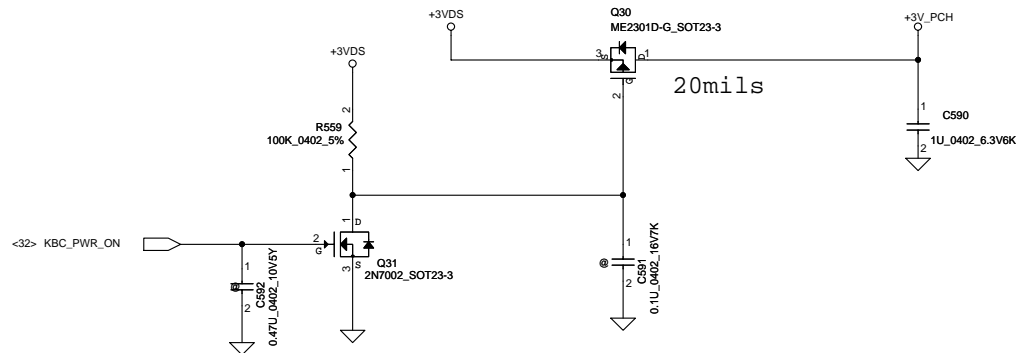 Q30
ME2301D-G_SOT23-3
+3VDS
+3V_PCH
+3VDS
3
S
D
1
G
2
20mils
2
R559
100K_0402_5%
1
1
C590
1U_0402_6.3V6K
2
1
D
<32> KBC_PWR_ON
2
G
3
S
Q31
2N7002_SOT23-3
1
@
2
C592
0.47U_0402_10V5Y
1
@
2
C591
0.1U_0402_16V7K